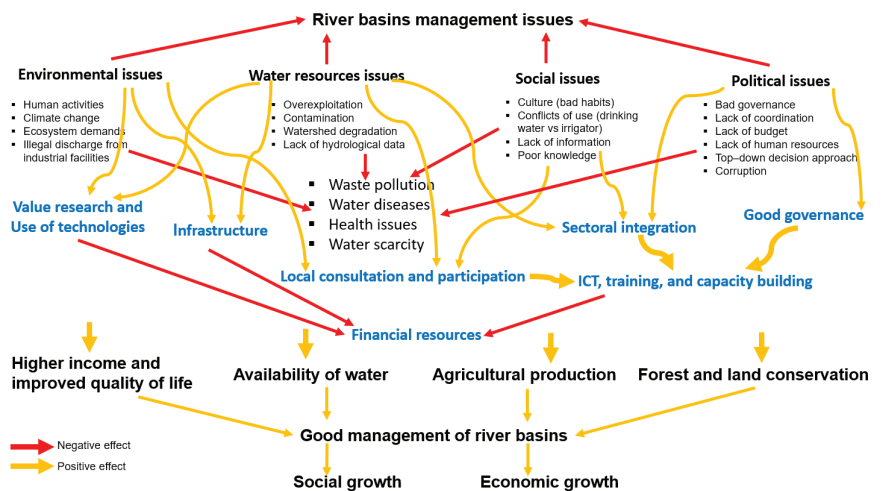 River basins management issues
Environmental issues
▪ Human activities
▪ Climate change
▪ Ecosystem demands
▪ Illegal discharge from
industrial facilities
Water resources issues
▪ Overexploitation
▪ Contamination
▪ Watershed degradation
▪ Lack of hydrological data
Social issues
▪ Culture (bad habits)
▪ Conflicts of use (drinking
water vs irrigator)
▪ Lack of information
▪ Poor knowledge
Political issues
▪ Bad governance
▪ Lack of coordination
▪ Lack of budget
▪ Lack of human resources
▪ Top–down decision approach
▪ Corruption
▪ Waste pollution
▪ Water diseases
▪ Health issues
▪ Water scarcity
Value research and
Use of technologies
Infrastructure
Sectoral integration
Good governance
Local consultation and participation
ICT, training, and capacity building
Financial resources
Higher income and
improved quality of life
Availability of water
Agricultural production
Forest and land conservation
Good management of river basins
Negative effect
Positive effect
Social growth
Economic growth